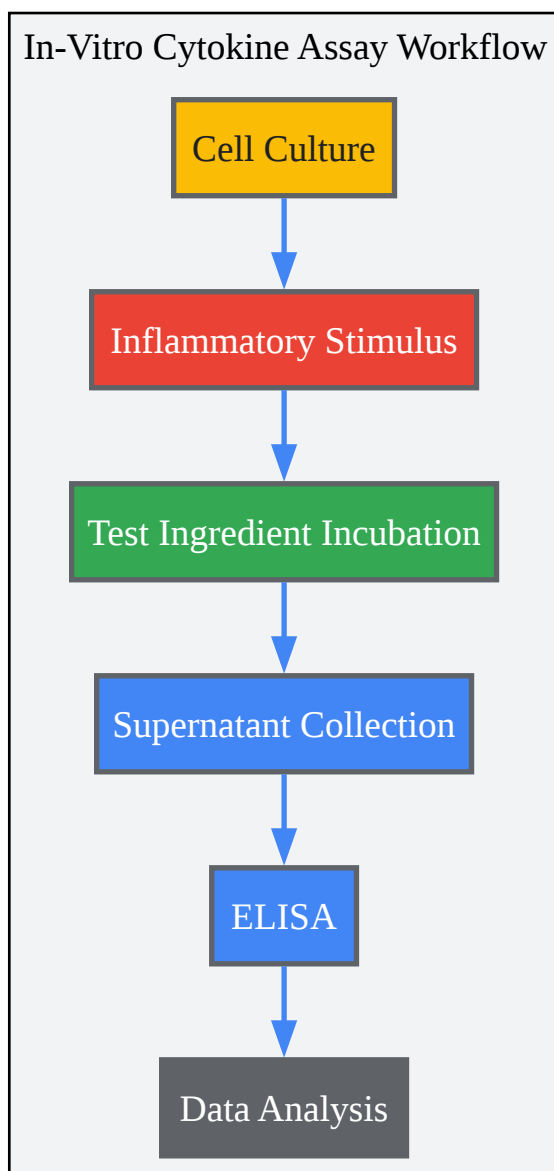 In-Vitro Cytokine Assay Workflow
Cell Culture
Inflammatory Stimulus
Test Ingredient Incubation
Supernatant Collection
ELISA
Data Analysis